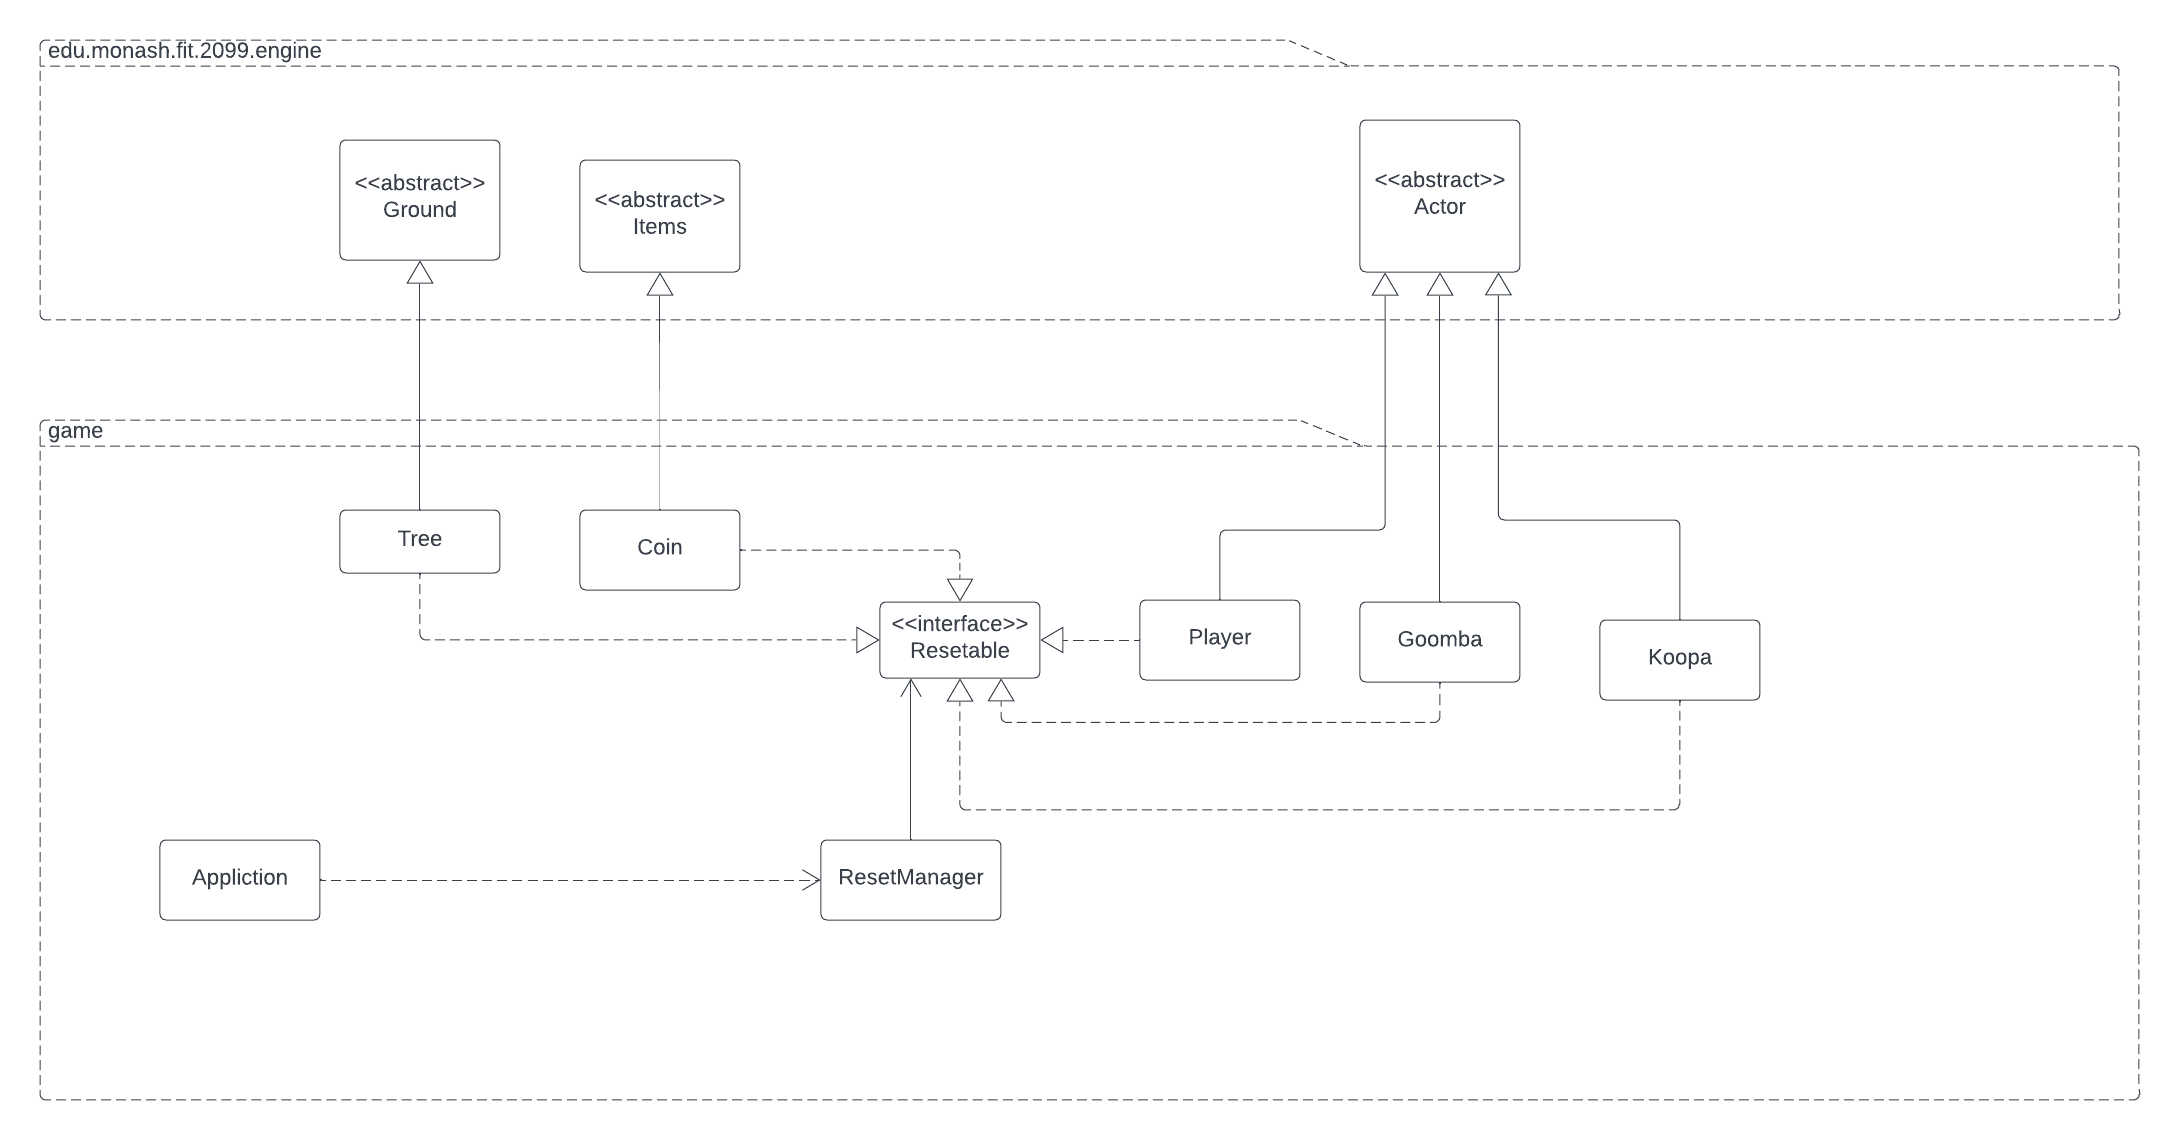 edu.monash.fit.2099.engine
<<abstract>>
Ground
<<abstract>>
Items
<<abstract>>
Actor
game
Tree
Coin
<<interface>>
Resetable
Player
Goomba
Koopa
Appliction
ResetManager